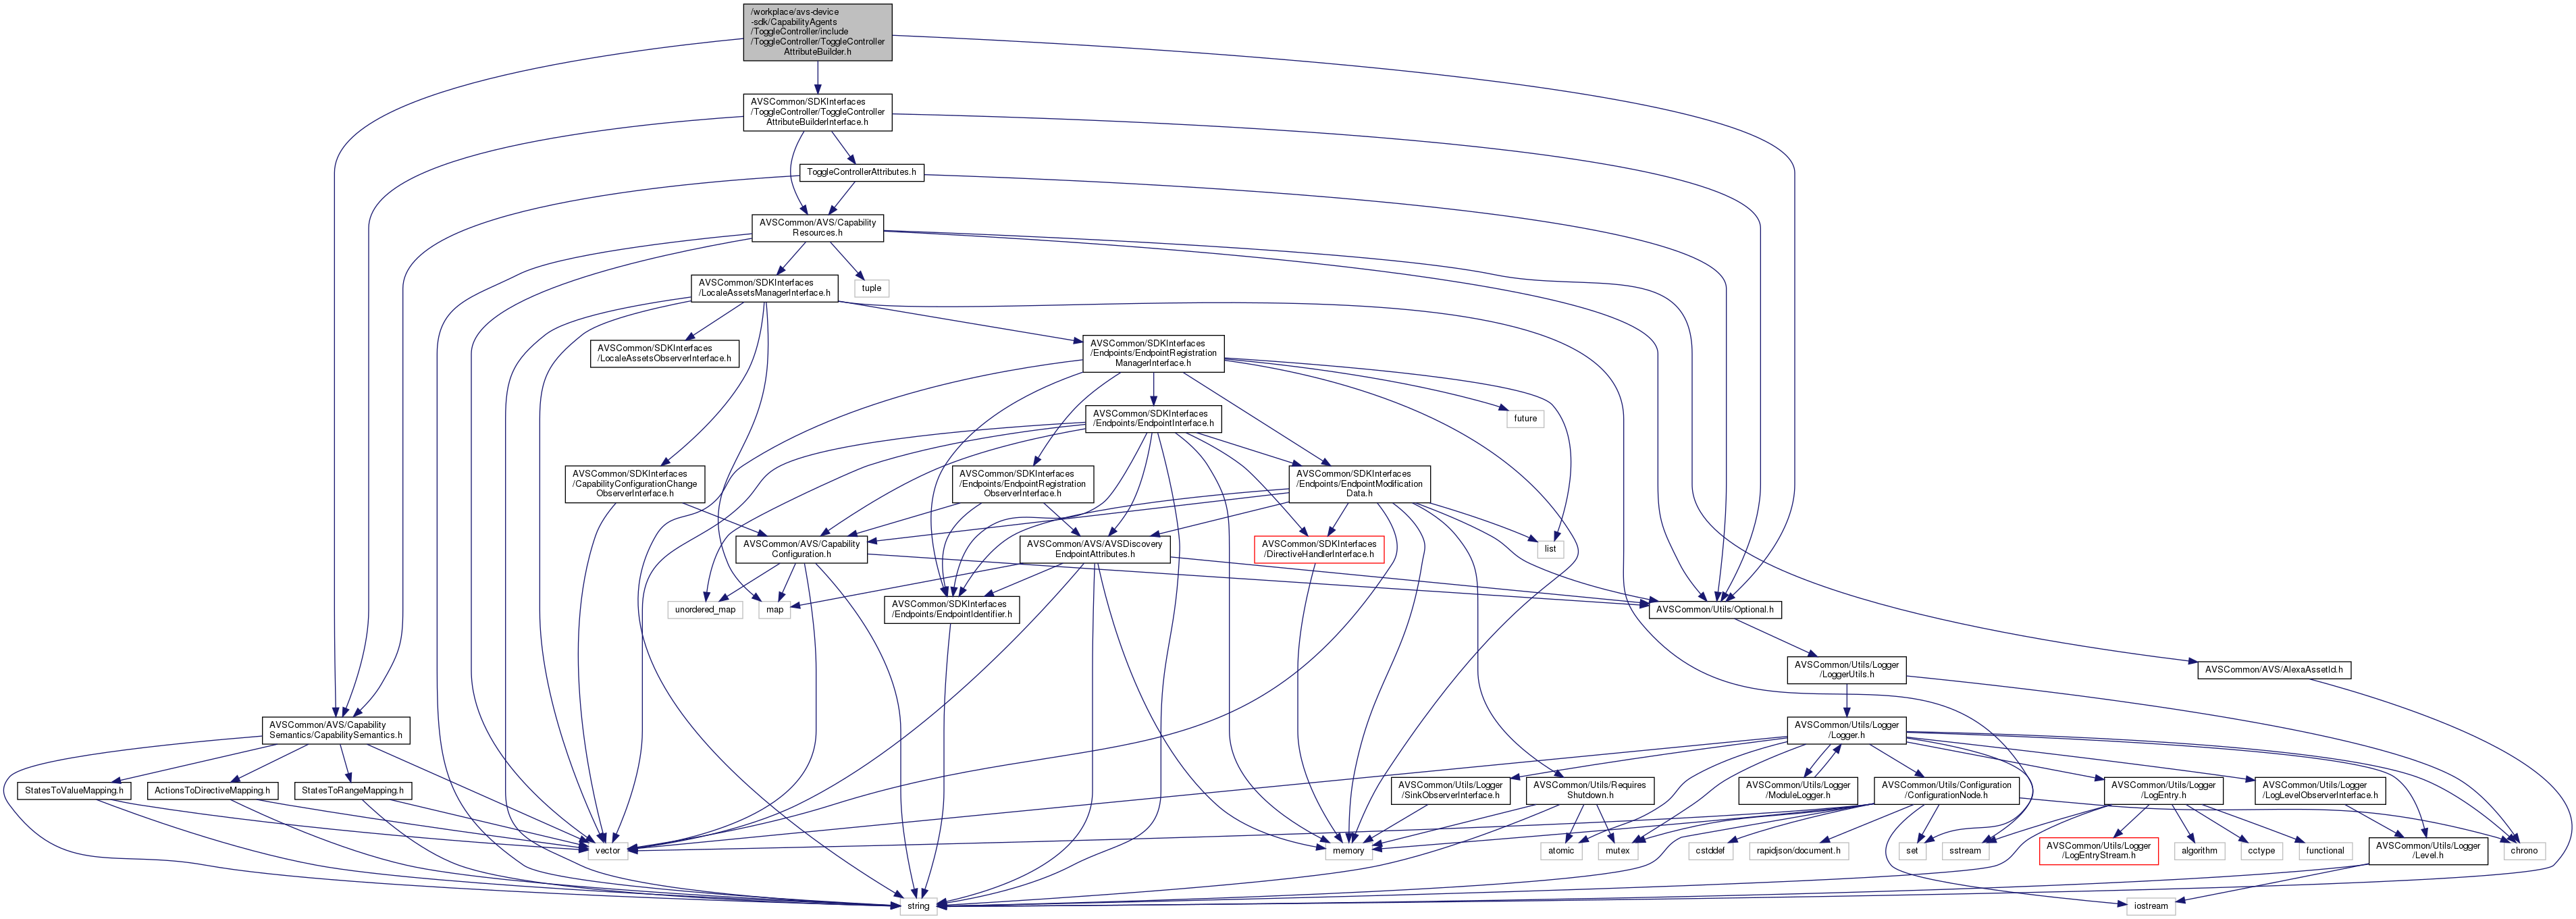 /workplace/avs-device
-sdk/CapabilityAgents
/ToggleController/include
/ToggleController/ToggleController
AttributeBuilder.h
AVSCommon/SDKInterfaces
/ToggleController/ToggleController
AttributeBuilderInterface.h
ToggleControllerAttributes.h
AVSCommon/AVS/Capability
Resources.h
AVSCommon/SDKInterfaces
/LocaleAssetsManagerInterface.h
tuple
AVSCommon/SDKInterfaces
/LocaleAssetsObserverInterface.h
AVSCommon/SDKInterfaces
/Endpoints/EndpointRegistration
ManagerInterface.h
AVSCommon/SDKInterfaces
/Endpoints/EndpointInterface.h
future
AVSCommon/SDKInterfaces
/CapabilityConfigurationChange
ObserverInterface.h
AVSCommon/SDKInterfaces
/Endpoints/EndpointRegistration
ObserverInterface.h
AVSCommon/SDKInterfaces
/Endpoints/EndpointModification
Data.h
AVSCommon/AVS/Capability
Configuration.h
AVSCommon/AVS/AVSDiscovery
EndpointAttributes.h
AVSCommon/SDKInterfaces
/DirectiveHandlerInterface.h
list
unordered_map
map
AVSCommon/SDKInterfaces
/Endpoints/EndpointIdentifier.h
AVSCommon/Utils/Optional.h
AVSCommon/Utils/Logger
/LoggerUtils.h
AVSCommon/AVS/AlexaAssetId.h
AVSCommon/AVS/Capability
Semantics/CapabilitySemantics.h
AVSCommon/Utils/Logger
/Logger.h
StatesToValueMapping.h
ActionsToDirectiveMapping.h
StatesToRangeMapping.h
AVSCommon/Utils/Logger
/SinkObserverInterface.h
AVSCommon/Utils/Requires
Shutdown.h
AVSCommon/Utils/Logger
/ModuleLogger.h
AVSCommon/Utils/Configuration
/ConfigurationNode.h
AVSCommon/Utils/Logger
/LogEntry.h
AVSCommon/Utils/Logger
/LogLevelObserverInterface.h
vector
memory
atomic
mutex
cstddef
rapidjson/document.h
set
sstream
AVSCommon/Utils/Logger
/LogEntryStream.h
algorithm
cctype
functional
AVSCommon/Utils/Logger
/Level.h
chrono
string
iostream